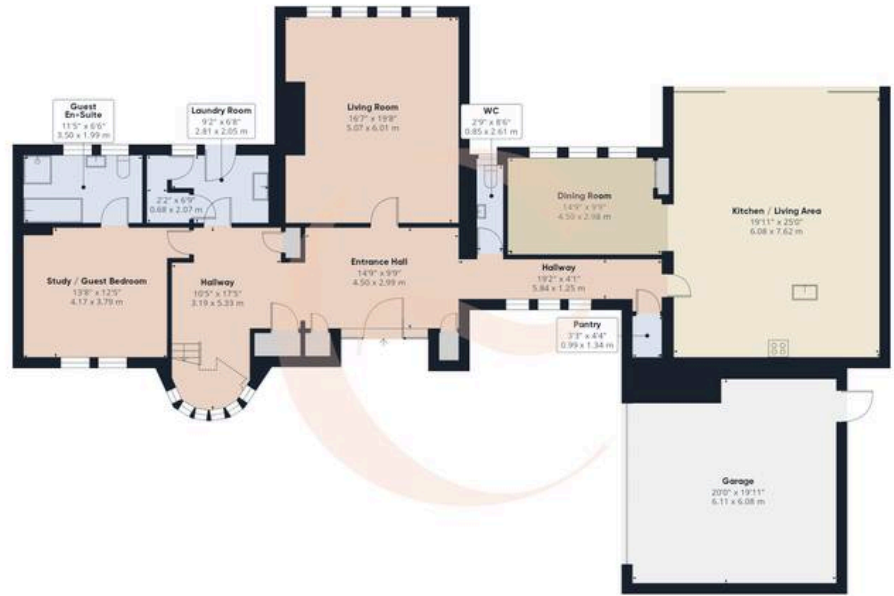 Guest
En-Suite
11'5" x 6'6"
3.50 x 1.99 m
Laundry Room
9'2" x 6'8"
2.81 x 2.05 m
2'2" x 6'9"
0.68 x 2.07 m
Living Room
16'7" x 19'8"
5.07 x 6.01 m
WC
2'9" x 8'6"
0.85 x 2.61 m
Dining Room
14'9" x 9'9"
4.50 x 2.98 m
Kitchen / Living Area
19'11" x 25'0"
6.08 x 7.62 m
Study / Guest Bedroom
13'8" x 12'5"
4.17 x 3.79 m
Hallway
10'5" x 17'5"
3.19 x 5.33 m
Entrance Hall
14'9" x 9'9"
4.50 x 2.99 m
Hallway
19'2" x 4'1"
5.84 x 1.25 m
Pantry
3'3" x 4'4"
0.99 x 1.34 m
Garage
20'0" x 19'11"
6.11 x 6.08 m